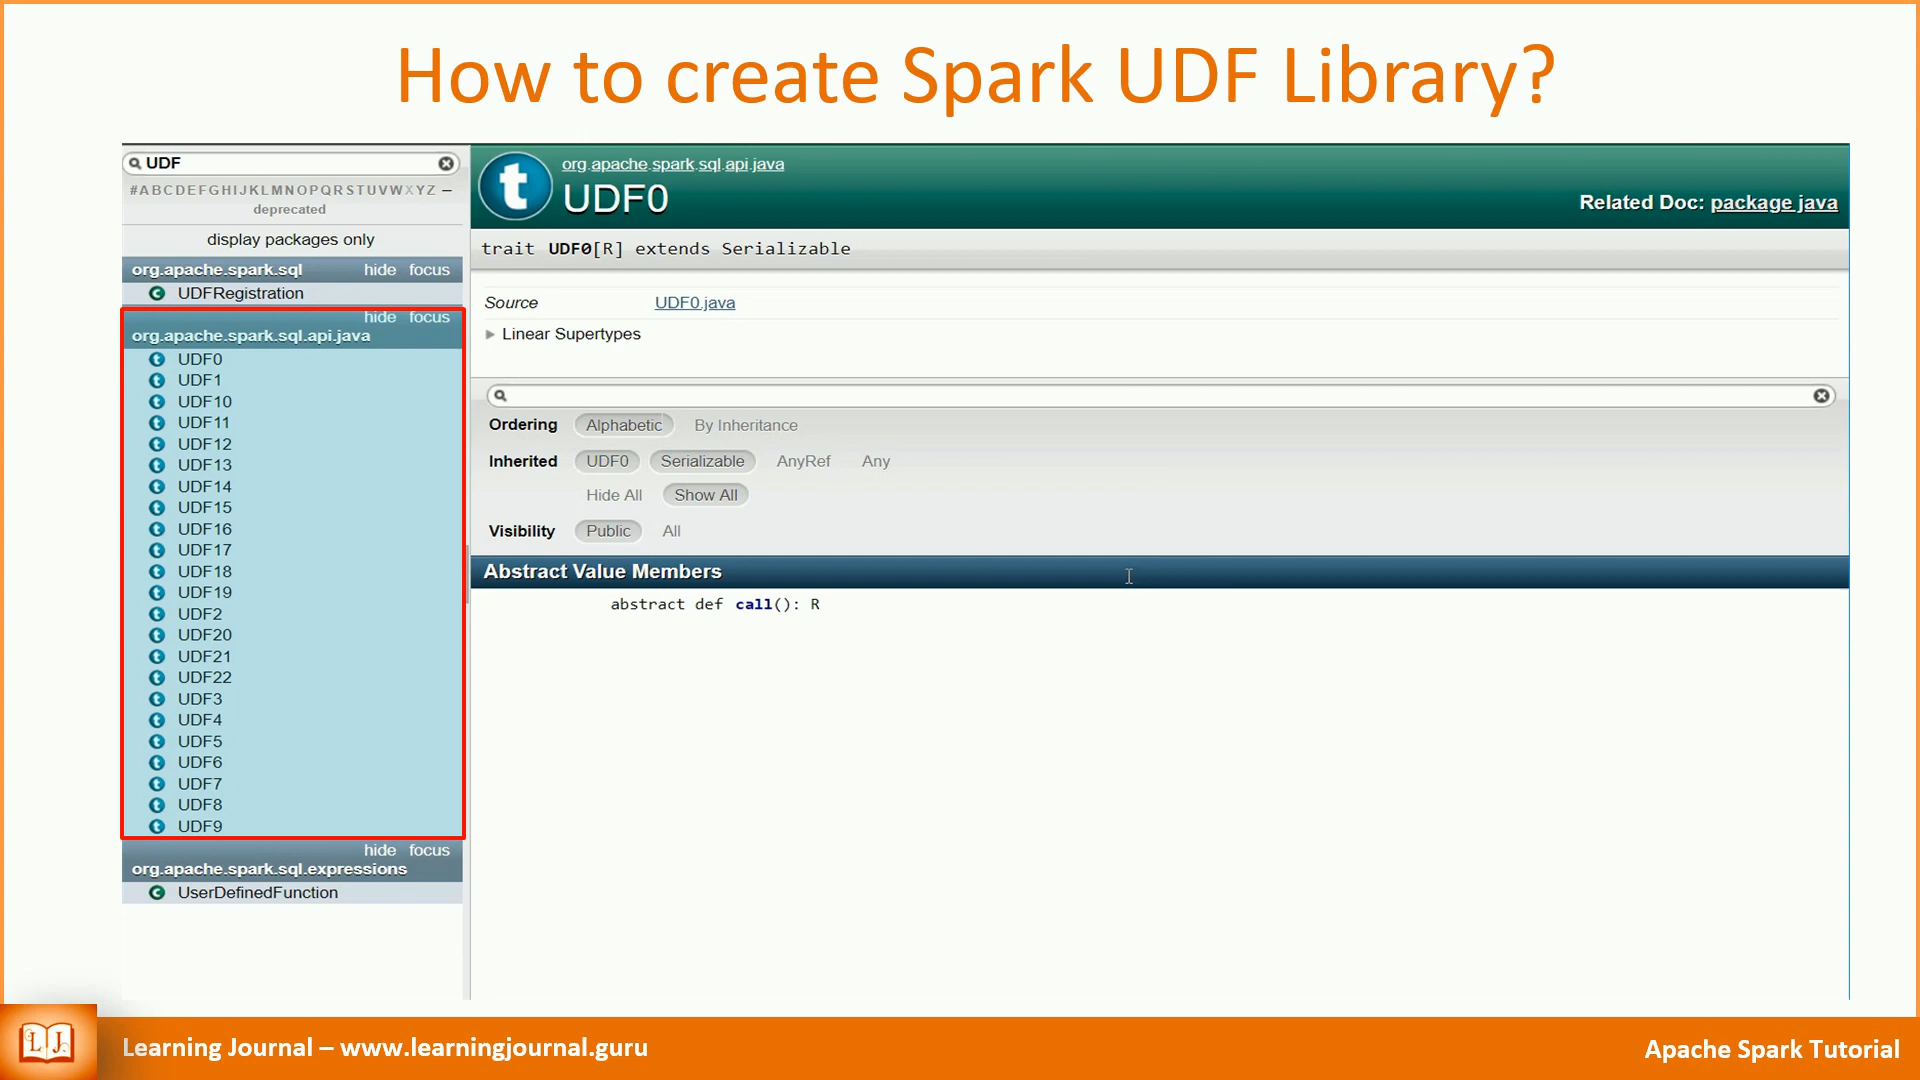 How to create Spark UDF Library?
UDF
#ABCDEFGHIJKLMNOPQRSTUVWXYZ –
deprecated
display packages only
org.apache.spark.sql hide focus
UDFRegistration
hide focus
org.apache.spark.sql.api.java
UDF0
UDF1
UDF10
UDF11
UDF12
UDF13
UDF14
UDF15
UDF16
UDF17
UDF18
UDF19
UDF2
UDF20
UDF21
UDF22
UDF3
UDF4
UDF5
UDF6
UDF7
UDF8
UDF9
hide focus
org.apache.spark.sql.expressions
UserDefinedFunction
t
org.apache.spark.sql.api.java
UDF0
Related Doc: package java
trait UDF0[R] extends Serializable
Source UDF0.java
Linear Supertypes
Ordering Alphabetic By Inheritance
Inherited UDF0 Serializable AnyRef Any
Hide All Show All
Visibility Public All
Abstract Value Members
abstract def call(): R
LJ
Learning Journal – www.learningjournal.guru
Apache Spark Tutorial